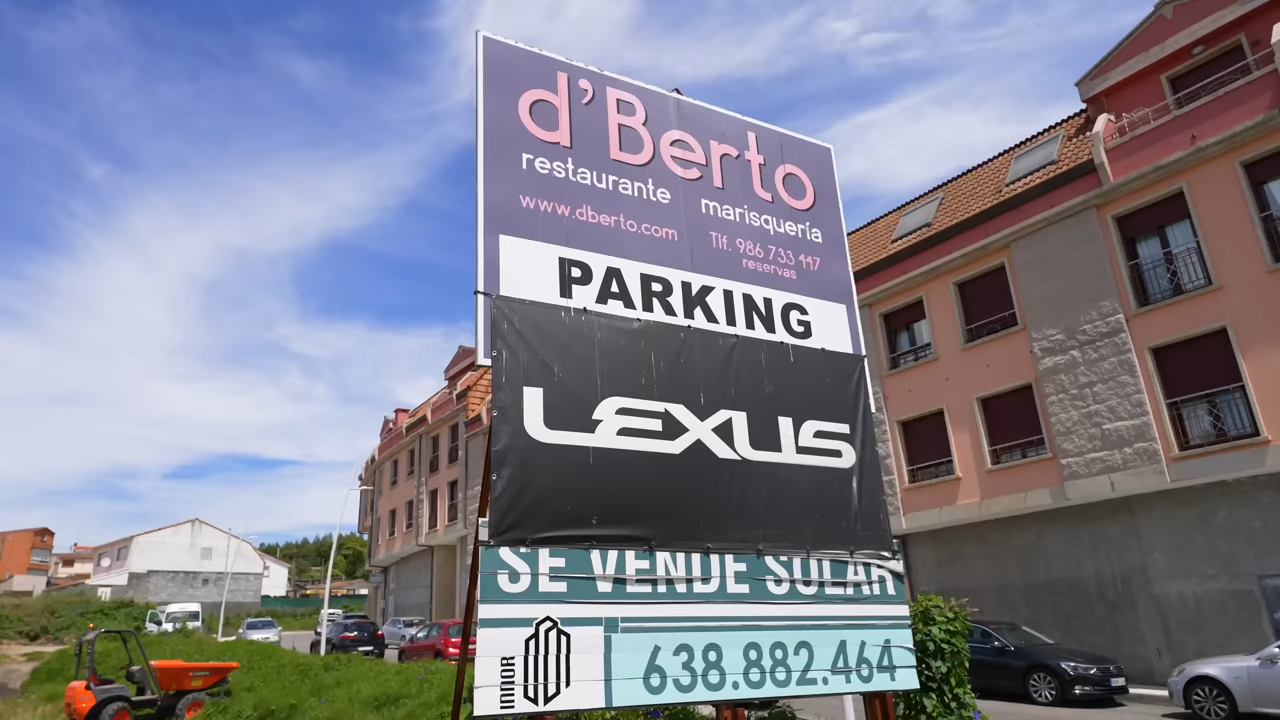 d'Berto
restaurante marisquería
www.dberto.com
Tlf. 986 733 447
reservas
PARKING
LEXUS
SE VENDE SOLAR
INNOR
638.882.464